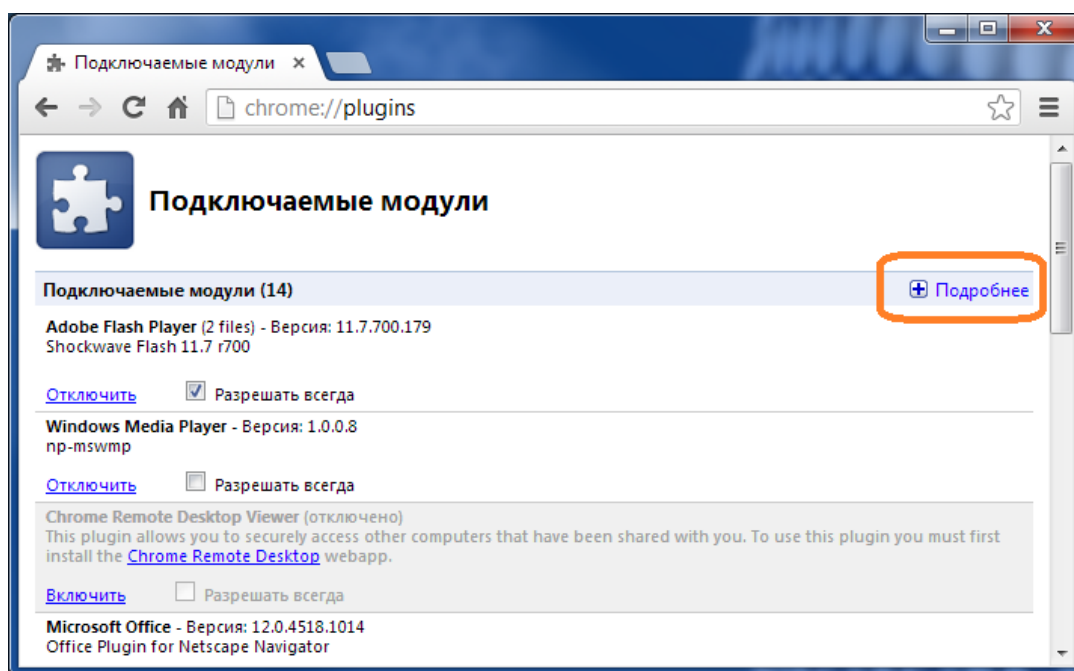 Подключаемые модули
chrome://plugins
Подключаемые модули
Подключаемые модули (14) Подробнее
Adobe Flash Player (2 files) - Версия: 11.7.700.179
Shockwave Flash 11.7 r700
Отключить Разрешать всегда
Windows Media Player - Версия: 1.0.0.8
np-mswmp
Отключить Разрешать всегда
Chrome Remote Desktop Viewer (отключено)
This plugin allows you to securely access other computers that have been shared with you. To use this plugin you must first
install the Chrome Remote Desktop webapp.
Включить Разрешать всегда
Microsoft Office - Версия: 12.0.4518.1014
Office Plugin for Netscape Navigator